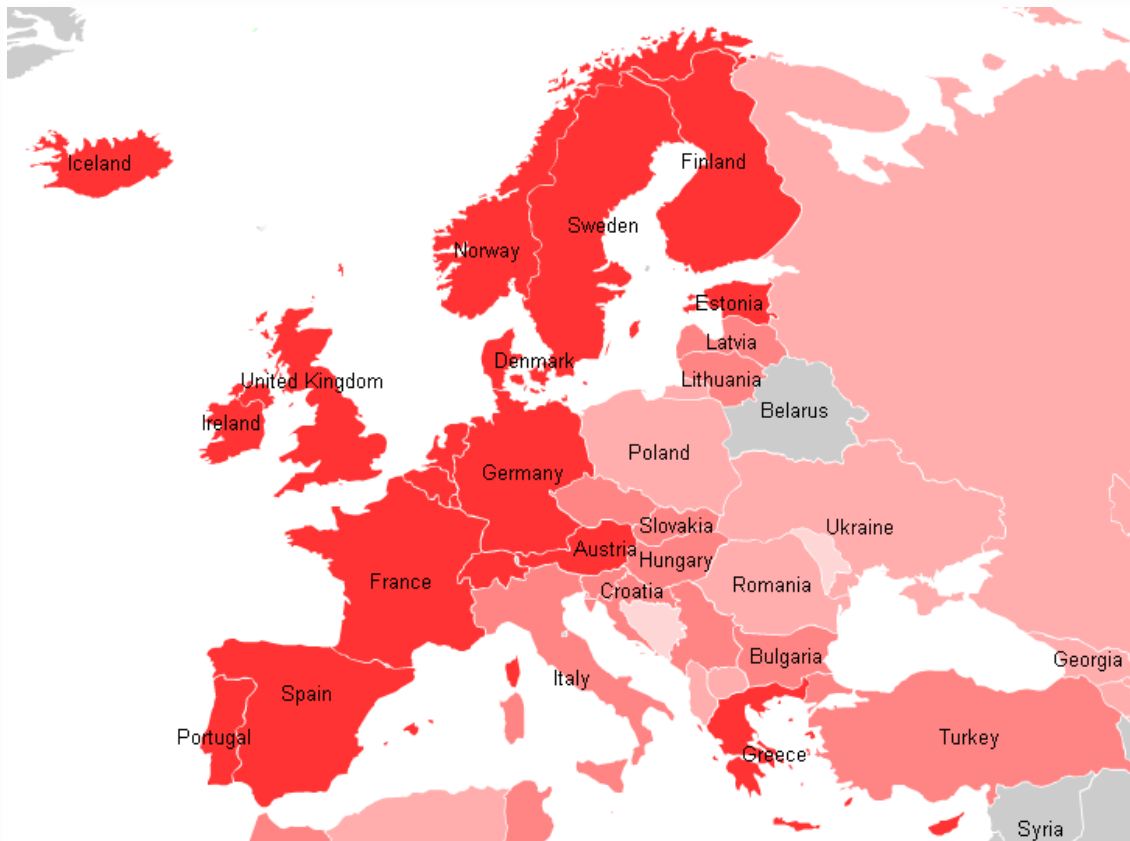 Iceland
Finland
Sweden
Norway
Estonia
Latvia
Denmark
Lithuania
United Kingdom
Belarus
Ireland
Poland
Germany
Slovakia
Ukraine
Austria
Hungary
France
Romania
Croatia
Bulgaria
Georgia
Italy
Spain
Portugal
Turkey
Greece
Syria